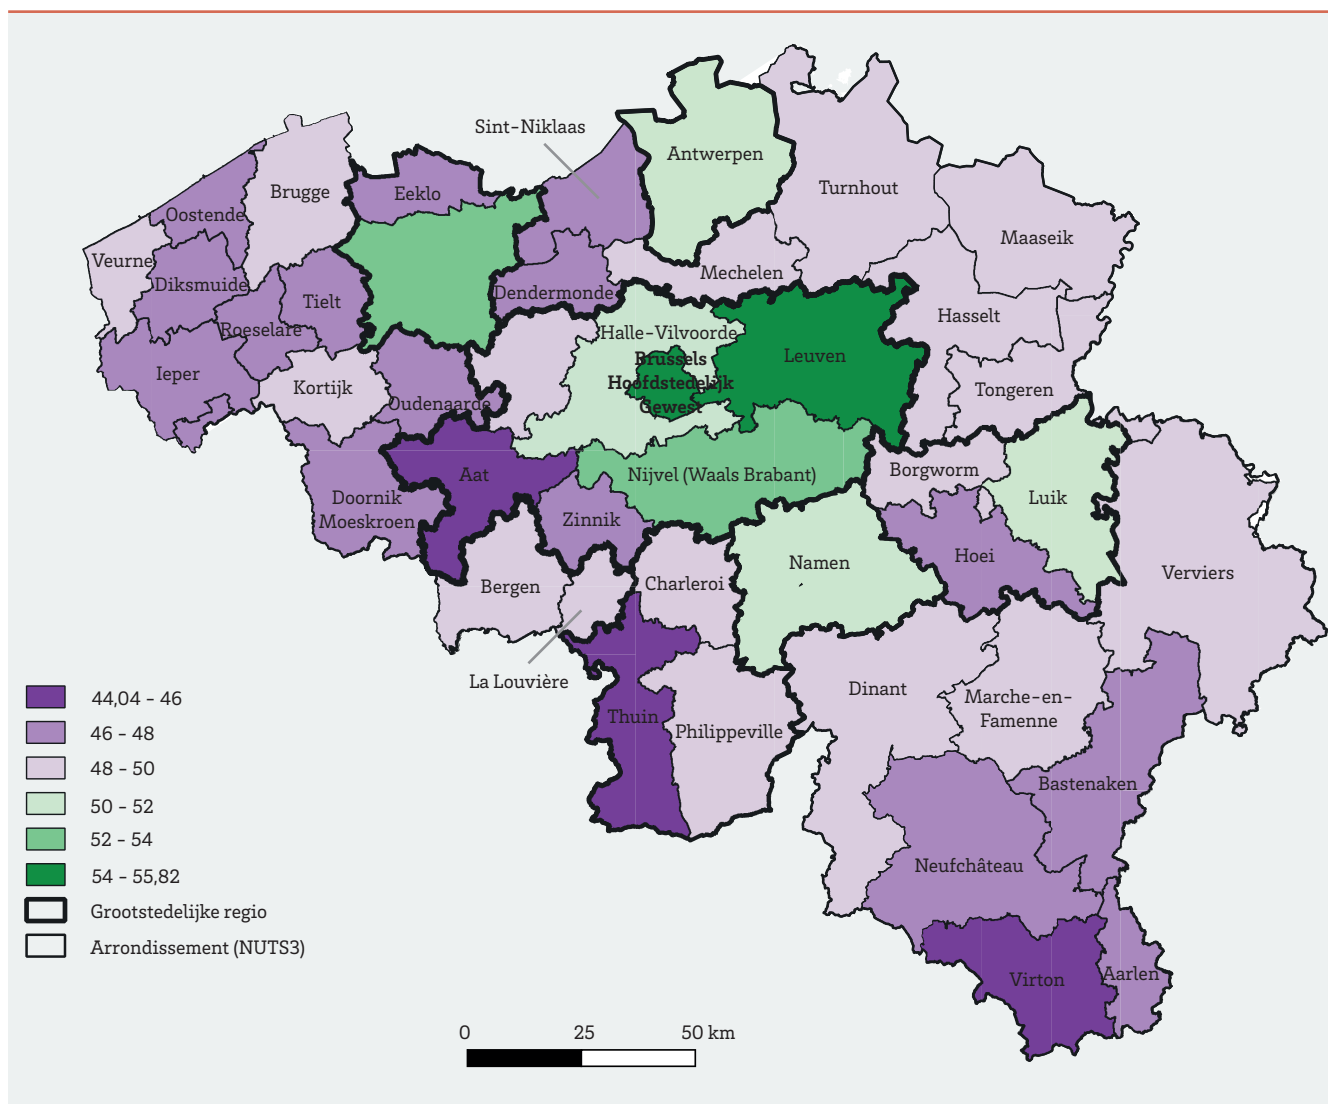 Sint-Niklaas
Antwerpen
Turnhout
Brugge
Eeklo
Oostende
Maaseik
Veurne
Mechelen
Diksmuide
Dendermonde
Tielt
Roeselare
Hasselt
Halle-Vilvoorde
Leuven
Brussels
Hoofdstedelijk
Gewest
Ieper
Kortijk
Oudenaarde
Tongeren
Aat
Nijvel (Waals Brabant)
Borgworm
Luik
Doornik
Moeskroen
Zinnik
Hoei
Namen
Verviers
Bergen
Charleroi
La Louvière
Dinant
Marche-en-
Famenne
Thuin
Philippeville
Bastenaken
Neufchâteau
Virton
Aarlen
44,04 - 46
46 - 48
48 - 50
50 - 52
52 - 54
54 - 55,82
Grootstedelijke regio
Arrondissement (NUTS3)
0 25 50 km